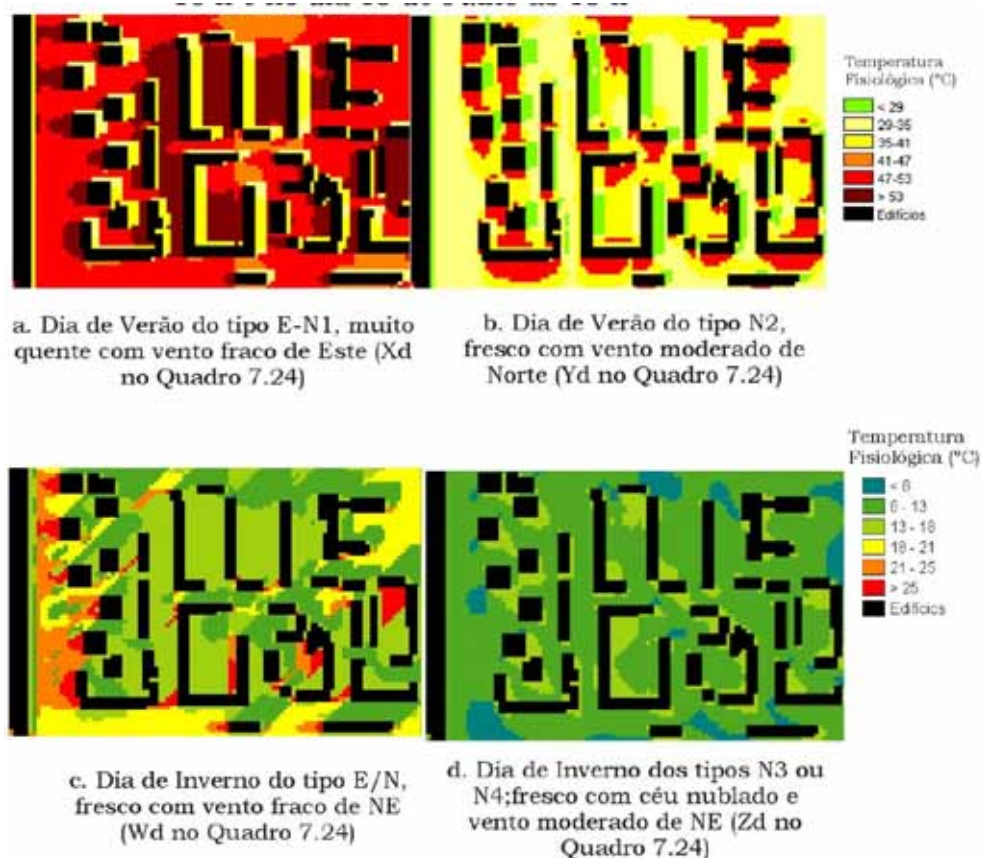 Temperatura
Fisiológica (°C)
< 29
29-35
35-41
41-47
47-53
> 53
Edifícios
a. Dia de Verão do tipo E-N1, muito
quente com vento fraco de Este (Xd
no Quadro 7.24)
b. Dia de Verão do tipo N2,
fresco com vento moderado de
Norte (Yd no Quadro 7.24)
Temperatura
Fisiológica (°C)
6 - 13
13 - 18
18 - 21
21 - 25
> 25
Edifícios
c. Dia de Inverno do tipo E/N,
fresco com vento fraco de NE
(Wd no Quadro 7.24)
d. Dia de Inverno dos tipos N3 ou
N4;fresco com céu nublado e
vento moderado de NE (Zd no
Quadro 7.24)